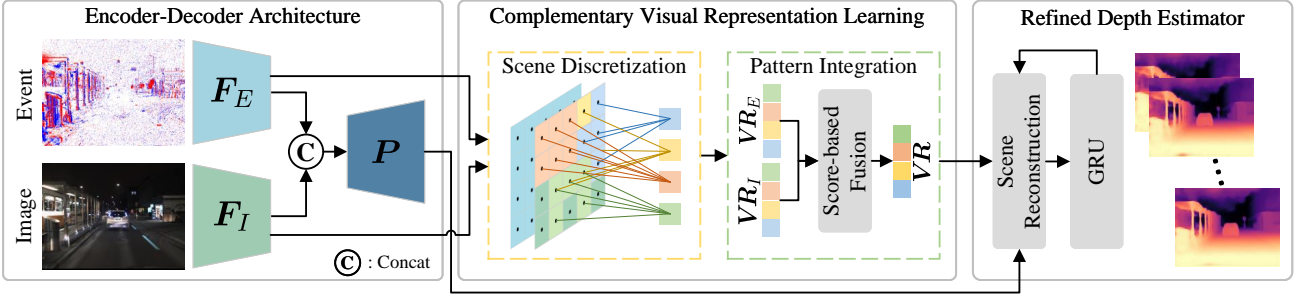 Encoder-Decoder Architecture
Event
F_E
Image
F_I
C
P
C : Concat
Complementary Visual Representation Learning
Scene Discretization
Pattern Integration
VR_E
VR_I
Score-based
Fusion
VR
Refined Depth Estimator
Scene
Reconstruction
GRU